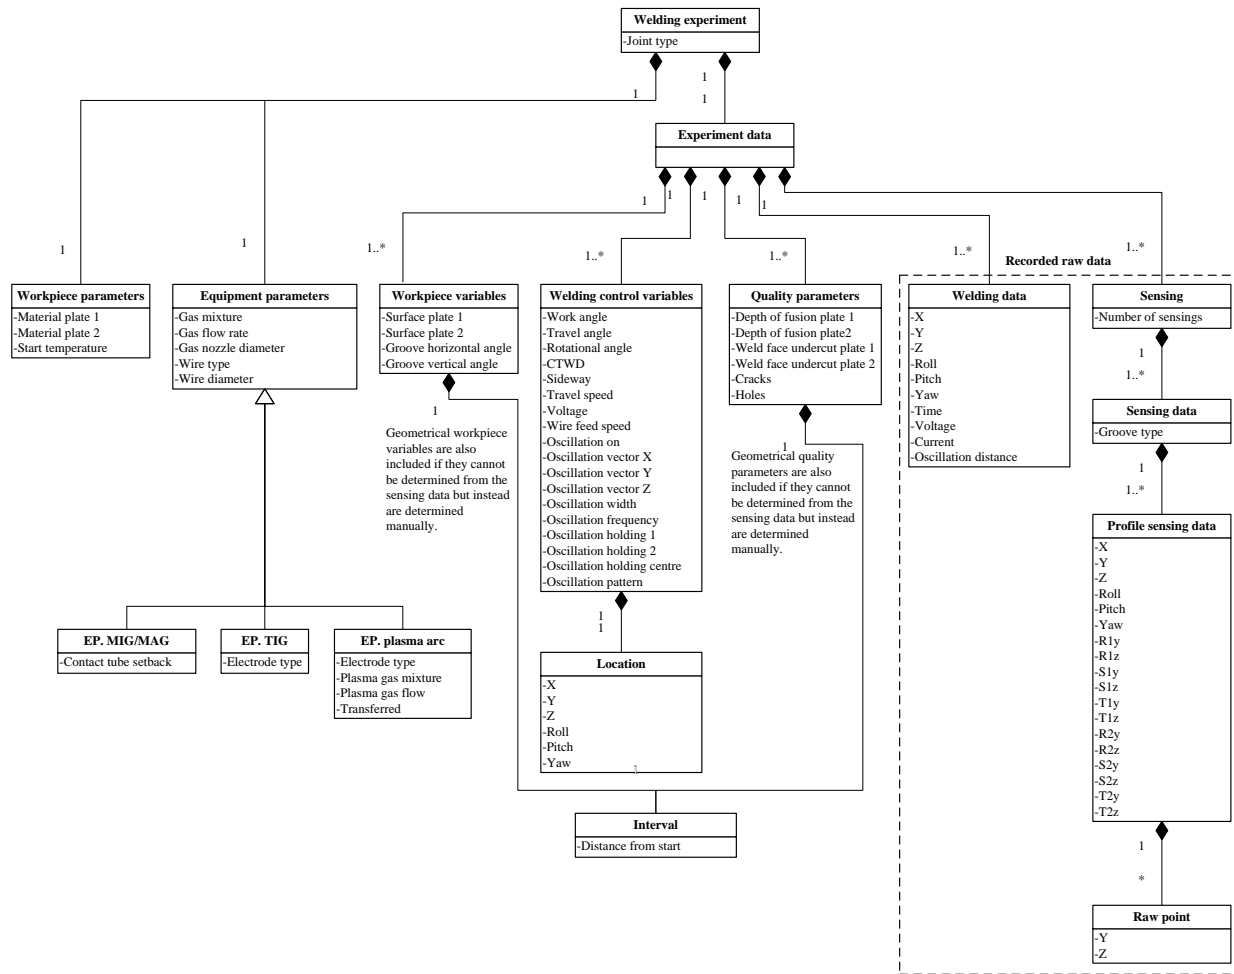 Welding experiment
-Joint type
1
1
1
1
Experiment data
1
1
1
1
1
1
1
1..*
1..*
1..*
1..*
1..*
Recorded raw data
Workpiece parameters
-Material plate 1
-Material plate 2
-Start temperature
Equipment parameters
-Gas mixture
-Gas flow rate
-Gas nozzle diameter
-Wire type
-Wire diameter
Workpiece variables
-Surface plate 1
-Surface plate 2
-Groove horizontal angle
-Groove vertical angle
1
Geometrical workpiece
variables are also
included if they cannot
be determined from the
sensing data but instead
are determined
manually.
Welding control variables
-Work angle
-Travel angle
-Rotational angle
-CTWD
-Sideway
-Travel speed
-Voltage
-Wire feed speed
-Oscillation on
-Oscillation vector X
-Oscillation vector Y
-Oscillation vector Z
-Oscillation width
-Oscillation frequency
-Oscillation holding 1
-Oscillation holding 2
-Oscillation holding centre
-Oscillation pattern
1
1
Quality parameters
-Depth of fusion plate 1
-Depth of fusion plate2
-Weld face undercut plate 1
-Weld face undercut plate 2
-Cracks
-Holes
1
Geometrical quality
parameters are also
included if they cannot
be determined from the
sensing data but instead
are determined
manually.
Welding data
-X
-Y
-Z
-Roll
-Pitch
-Yaw
-Time
-Voltage
-Current
-Oscillation distance
Sensing
-Number of sensings
1
1..*
Sensing data
-Groove type
1
1..*
Profile sensing data
-X
-Y
-Z
-Roll
-Pitch
-Yaw
-R1y
-R1z
-S1y
-S1z
-T1y
-T1z
-R2y
-R2z
-S2y
-S2z
-T2y
-T2z
1
*
Raw point
-Y
-Z
EP. MIG/MAG
-Contact tube setback
EP. TIG
-Electrode type
EP. plasma arc
-Electrode type
-Plasma gas mixture
-Plasma gas flow
-Transferred
Location
-X
-Y
-Z
-Roll
-Pitch
-Yaw
Interval
-Distance from start